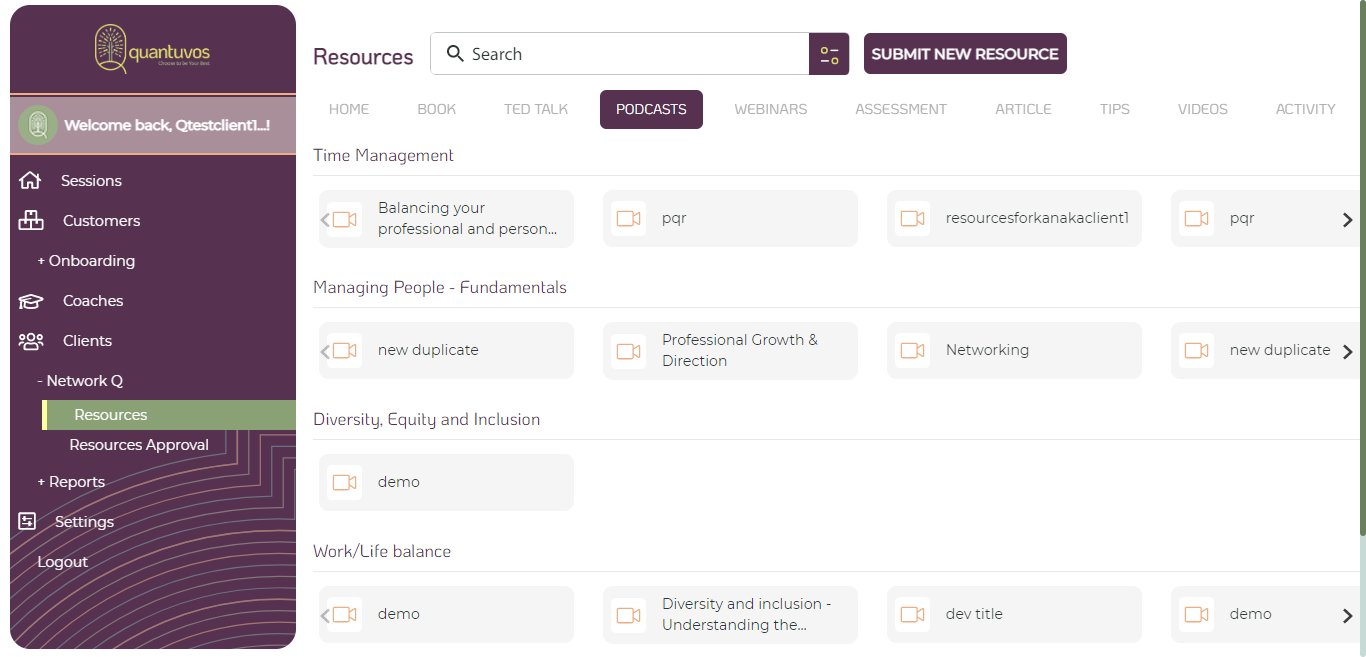 quantuvos
Choose to be Your Best
Welcome back, Qtestclient1...!
Sessions
Customers
+ Onboarding
Coaches
Clients
- Network Q
Resources
Resources Approval
+ Reports
Settings
Logout
Resources
Search
SUBMIT NEW RESOURCE
HOME BOOK TED TALK PODCASTS WEBINARS ASSESSMENT ARTICLE TIPS VIDEOS ACTIVITY
Time Management
Balancing your
professional and person...
pqr
resourcesforkanakaclient1
pqr
Managing People - Fundamentals
new duplicate
Professional Growth &
Direction
Networking
new duplicate
Diversity, Equity and Inclusion
demo
Work/Life balance
demo
Diversity and inclusion -
Understanding the...
dev title
demo